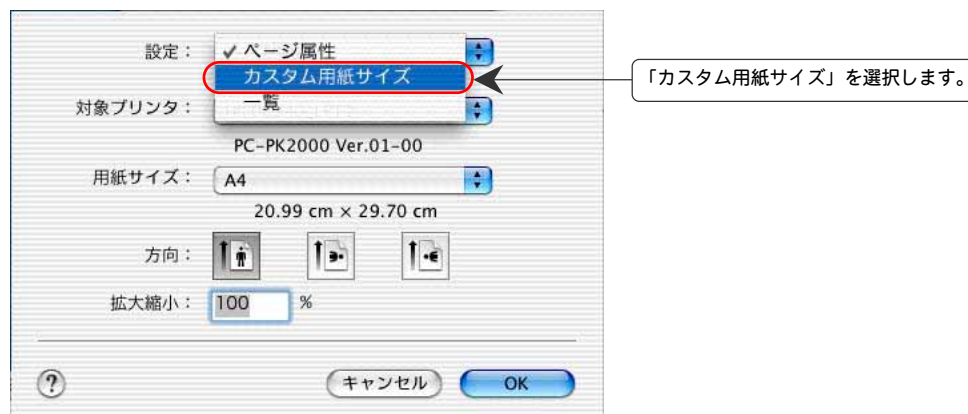 設定： ✓ページ属性
カスタム用紙サイズ
「カスタム用紙サイズ」を選択します。
対象プリンタ： 一覧
PC-PK2000 Ver.01-00
用紙サイズ： A4
20.99 cm × 29.70 cm
方向：
拡大縮小： 100 %
? キャンセル OK